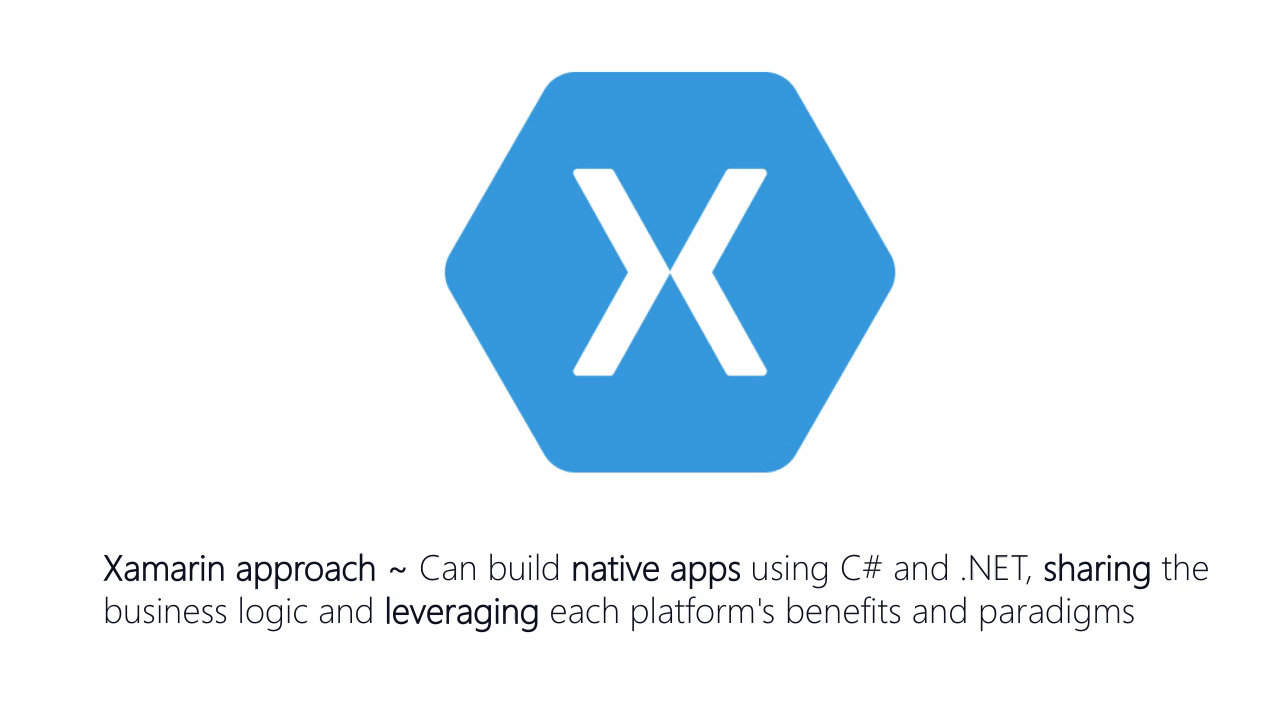 X
Xamarin approach ~ Can build native apps using C# and .NET, sharing the
business logic and leveraging each platform's benefits and paradigms